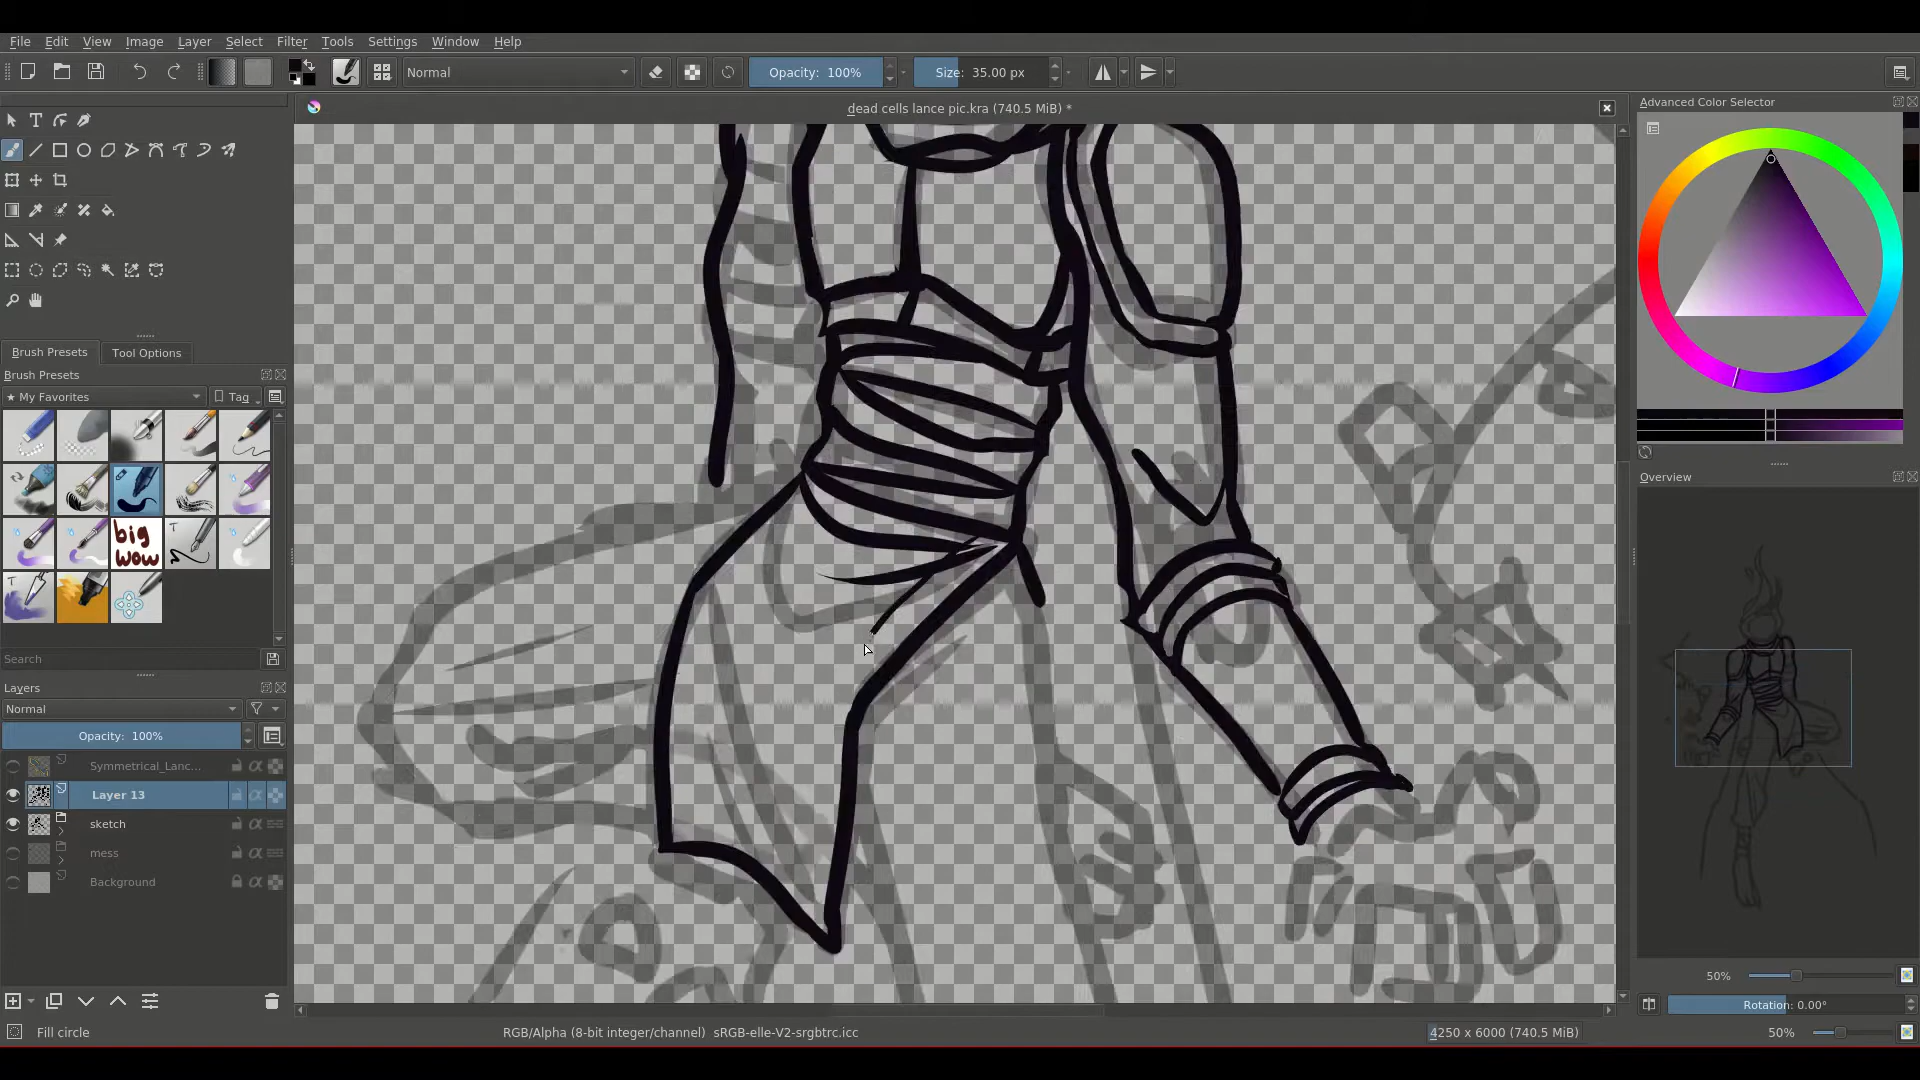 File Edit View Image Layer Select Filter Tools Settings Window Help
Normal
Opacity: 100%
Size: 35.00 px
dead cells lance pic.kra (740.5 MiB) *
Advanced Color Selector
Brush Presets
Tool Options
Brush Presets
★ My Favorites
Tag
big
wow
T
T
Search
Layers
Normal
Opacity: 100%
Symmetrical_Lanc...
Layer 13
sketch
mess
Background
Overview
50%
Rotation: 0.00°
Fill circle
RGB/Alpha (8-bit integer/channel) sRGB-elle-V2-srgbtrc.icc
4250 x 6000 (740.5 MiB)
50%